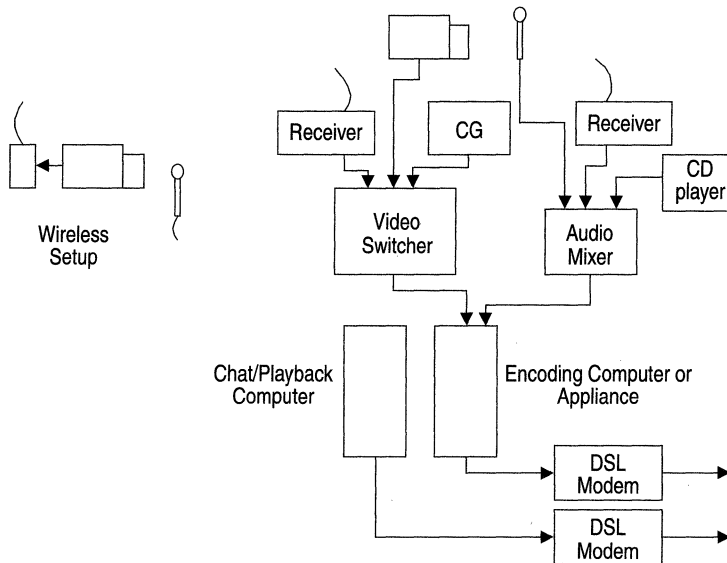 Receiver
CG
Receiver
CD
player
Wireless
Setup
Video
Switcher
Audio
Mixer
Chat/Playback
Computer
Encoding Computer or
Appliance
DSL
Modem
DSL
Modem